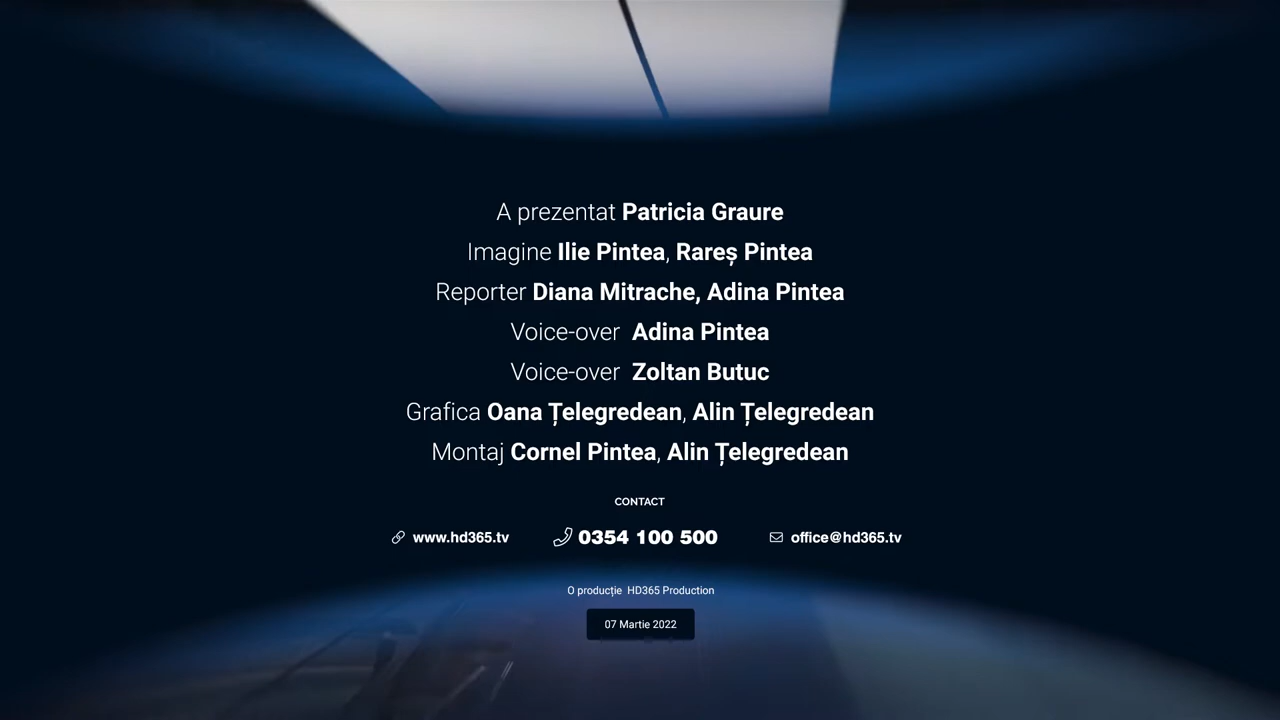 A prezentat Patricia Graure
Imagine Ilie Pintea, Rareș Pintea
Reporter Diana Mitrache, Adina Pintea
Voice-over Adina Pintea
Voice-over Zoltan Butuc
Grafica Oana Țelegredean, Alin Țelegredean
Montaj Cornel Pintea, Alin Țelegredean
CONTACT
www.hd365.tv 0354 100 500 office@hd365.tv
O producție HD365 Production
07 Martie 2022